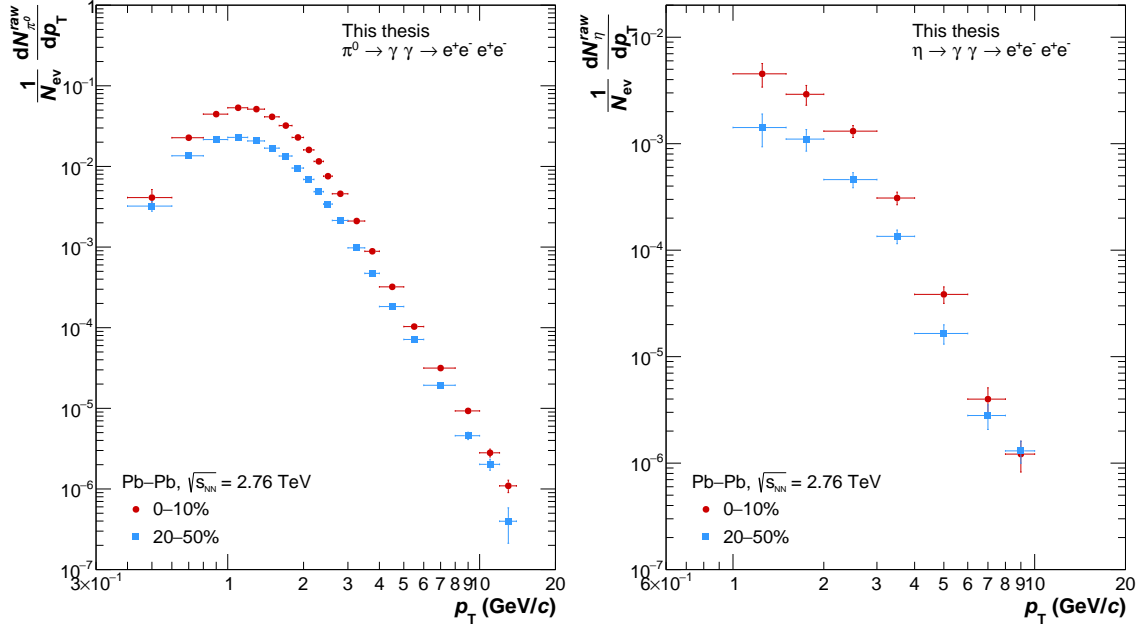 1/N_ev dN^raw_π⁰/dp_T
This thesis
π⁰ → γ γ → e⁺e⁻ e⁺e⁻
10⁻¹
10⁻²
10⁻³
10⁻⁴
10⁻⁵
10⁻⁶
10⁻⁷
Pb–Pb, √s_NN = 2.76 TeV
0–10%
20–50%
3×10⁻¹ 1 2 3 4 5 6 7 8 9 10 20
p_T (GeV/c)
1/N_ev dN^raw_η/dp_T
This thesis
η → γ γ → e⁺e⁻ e⁺e⁻
10⁻²
10⁻³
10⁻⁴
10⁻⁵
10⁻⁶
10⁻⁷
Pb–Pb, √s_NN = 2.76 TeV
0–10%
20–50%
6×10⁻¹ 1 2 3 4 5 6 7 8 9 10 20
p_T (GeV/c)